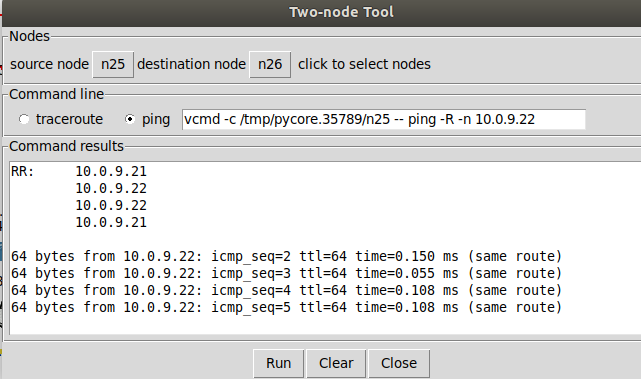 Two-node Tool
Nodes
source node n25 destination node n26 click to select nodes
Command line
traceroute ping vcmd -c /tmp/pycore.35789/n25 -- ping -R -n 10.0.9.22
Command results
RR: 10.0.9.21
10.0.9.22
10.0.9.22
10.0.9.21
64 bytes from 10.0.9.22: icmp_seq=2 ttl=64 time=0.150 ms (same route)
64 bytes from 10.0.9.22: icmp_seq=3 ttl=64 time=0.055 ms (same route)
64 bytes from 10.0.9.22: icmp_seq=4 ttl=64 time=0.108 ms (same route)
64 bytes from 10.0.9.22: icmp_seq=5 ttl=64 time=0.108 ms (same route)
Run Clear Close